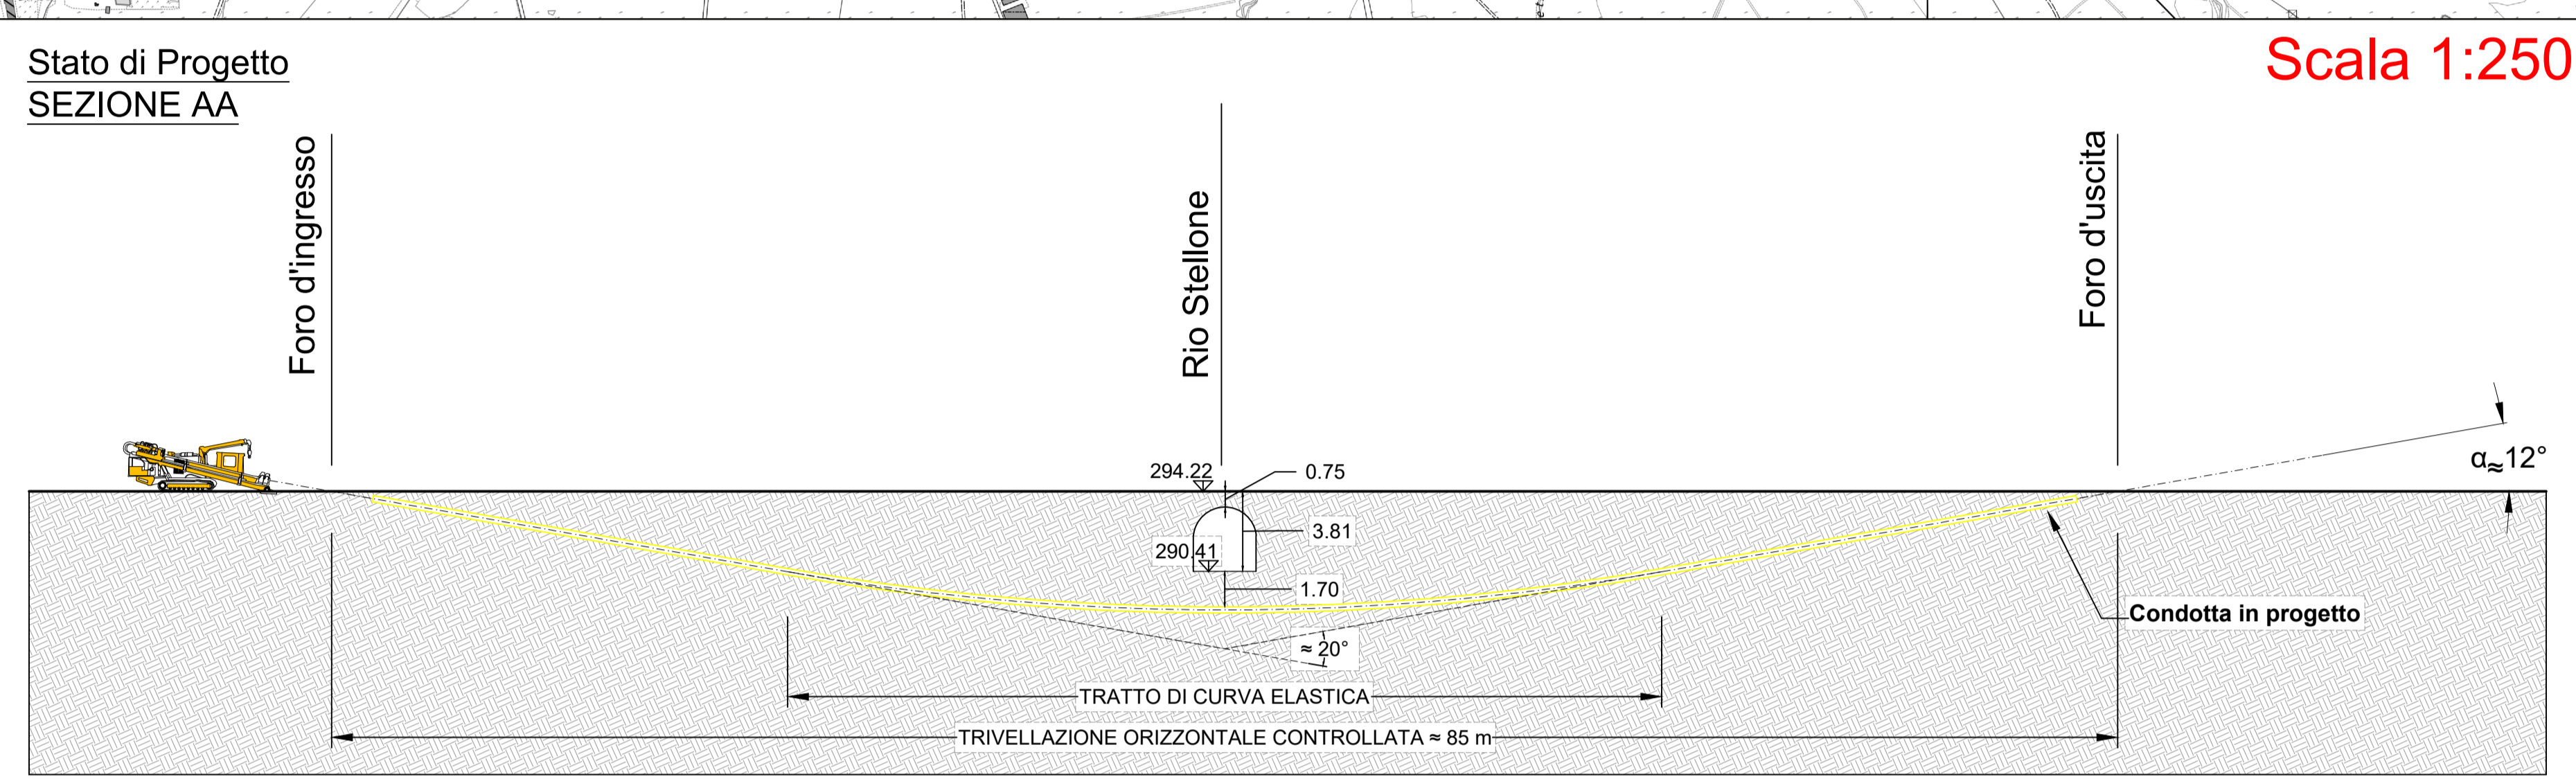 Stato di Progetto
SEZIONE AA
Scala 1:250
Foro d'ingresso
Rio Stellone
Foro d'uscita
294.22
0.75
α≈12°
3.81
290.41
1.70
Condotta in progetto
≈ 20°
TRATTO DI CURVA ELASTICA
TRIVELLAZIONE ORIZZONTALE CONTROLLATA ≈ 85 m